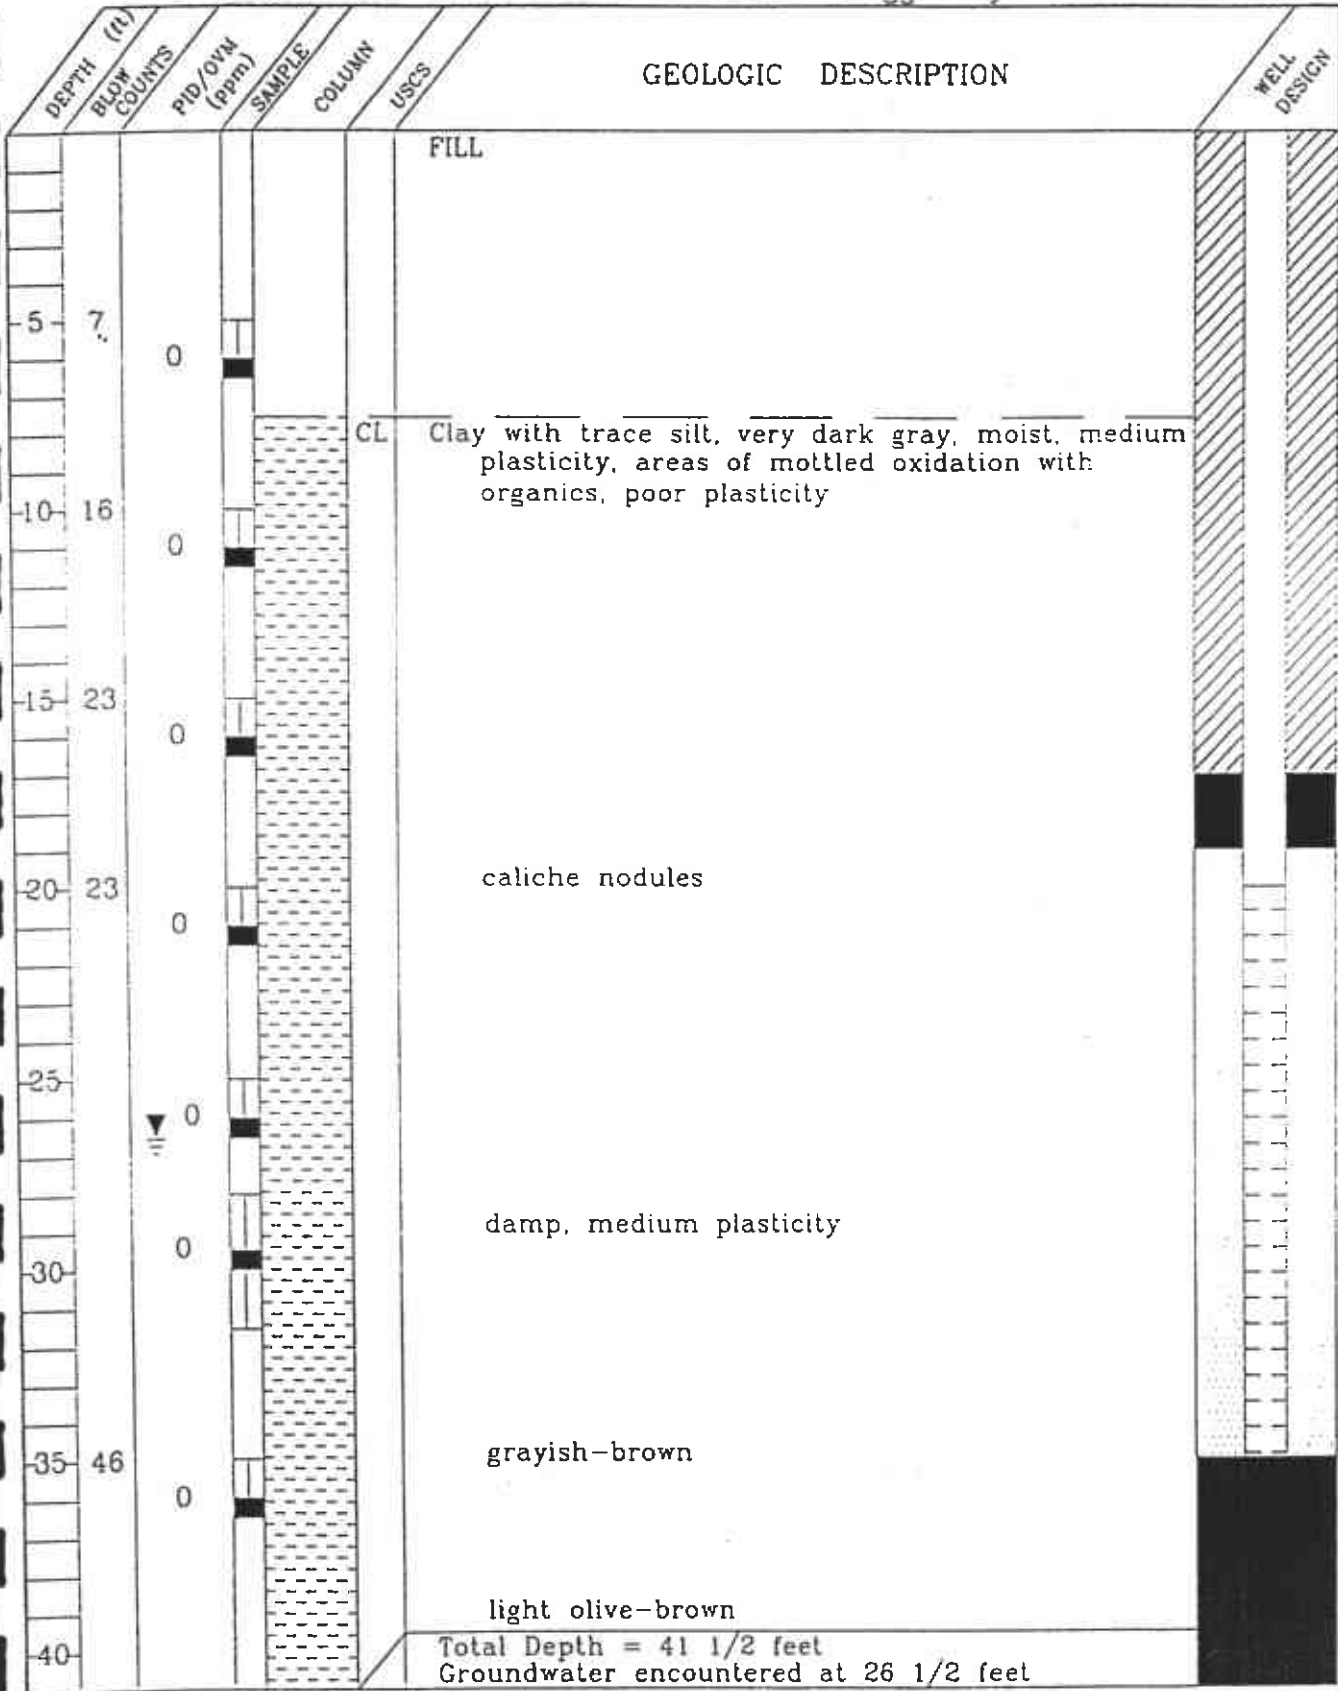 DEPTH (ft)
BLOW COUNTS
PID/OVM (ppm)
SAMPLE
COLUMN
USCS
GEOLOGIC DESCRIPTION
WELL DESIGN
FILL
5 7
0
CL Clay with trace silt, very dark gray, moist, medium
plasticity, areas of mottled oxidation with
organics, poor plasticity
10 16
0
15 23
0
caliche nodules
20 23
0
25
0
damp, medium plasticity
0
30
grayish-brown
35 46
0
light olive-brown
Total Depth = 41 1/2 feet
40
Groundwater encountered at 26 1/2 feet